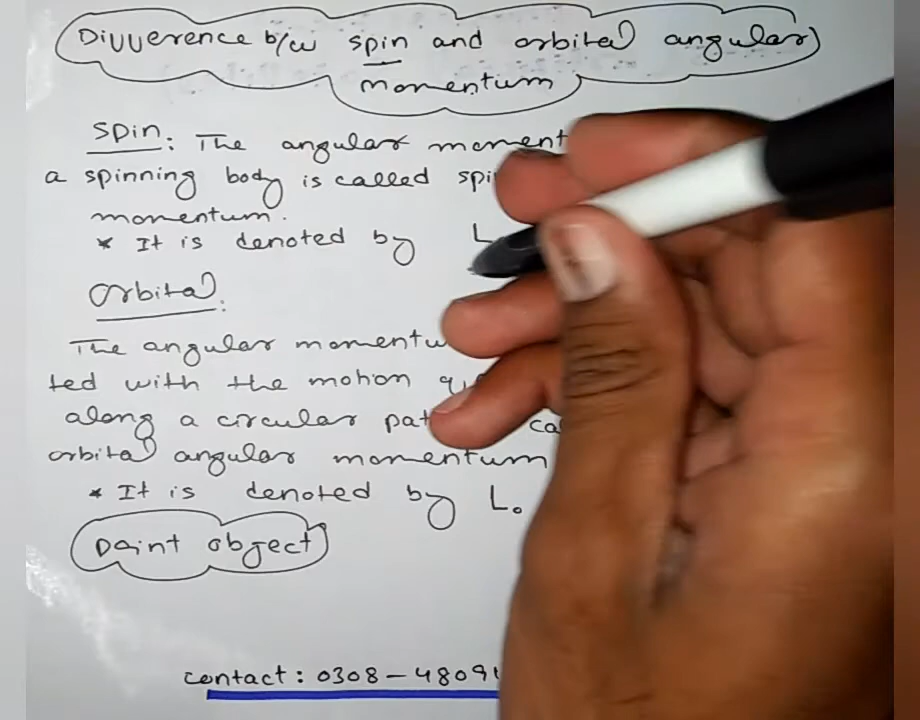 Divverence b/w spin and orbital angular
momentum
Spin: The angular moment
a spinning body is called spi
momentum.
* It is denoted by L
Orbital.
The angular momentu
ted with the motion
along a circular pat ca
orbital angular momentum
* It is denoted by Lo
point object
contact: 0308-4809